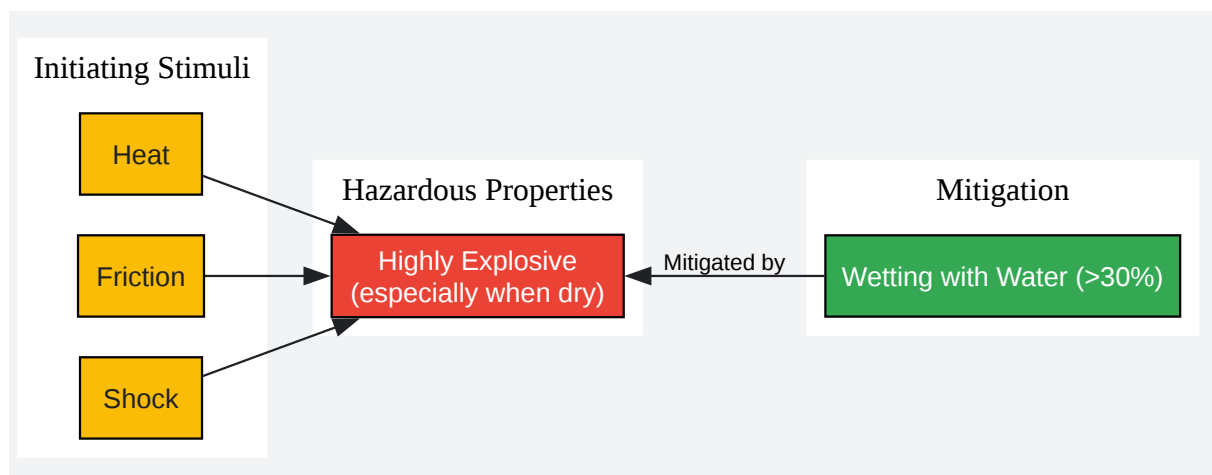 Initiating Stimuli
Heat
Friction
Shock
Hazardous Properties
Highly Explosive
(especially when dry)
Mitigated by
Mitigation
Wetting with Water (>30%)